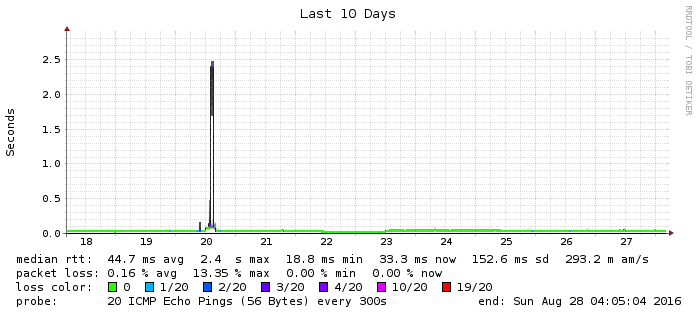 Last 10 Days
RRDTOOL / TOBI OETIKER
Seconds
2.5
2.0
1.5
1.0
0.5
0.0
18 19 20 21 22 23 24 25 26 27
median rtt: 44.7 ms avg 2.4 s max 18.8 ms min 33.3 ms now 152.6 ms sd 293.2 m am/s
packet loss: 0.16 % avg 13.35 % max 0.00 % min 0.00 % now
loss color: 0 1/20 2/20 3/20 4/20 10/20 19/20
probe: 20 ICMP Echo Pings (56 Bytes) every 300s end: Sun Aug 28 04:05:04 2016